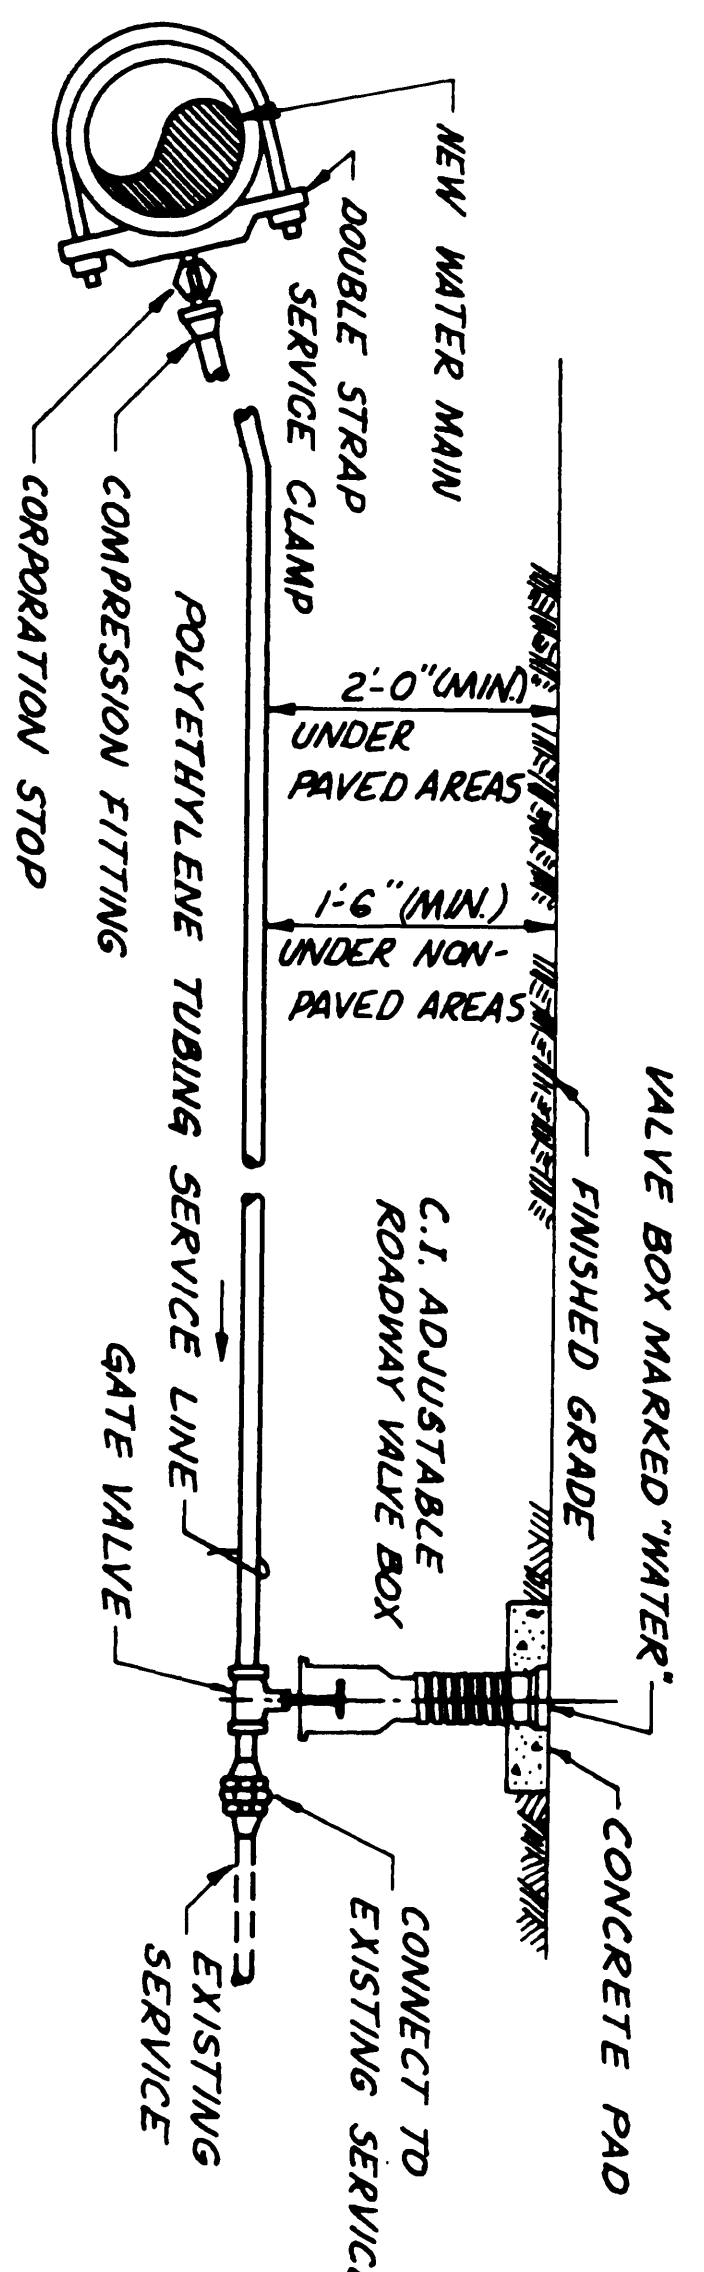 NEW WATER MAIN
DOUBLE STRAP
SERVICE CLAMP
COMPRESSION FITTING
CORPORATION STOP
POLYETHYLENE TUBING SERVICE LINE
2'-0" (MIN.)
UNDER
PAVED AREAS
1'-6" (MIN.)
UNDER NON-
PAVED AREAS
FINISHED GRADE
VALVE BOX MARKED "WATER"
C.I. ADJUSTABLE
ROADWAY VALVE BOX
GATE VALVE
CONCRETE PAD
CONNECT TO
EXISTING SERVIC
EXISTING
SERVICE